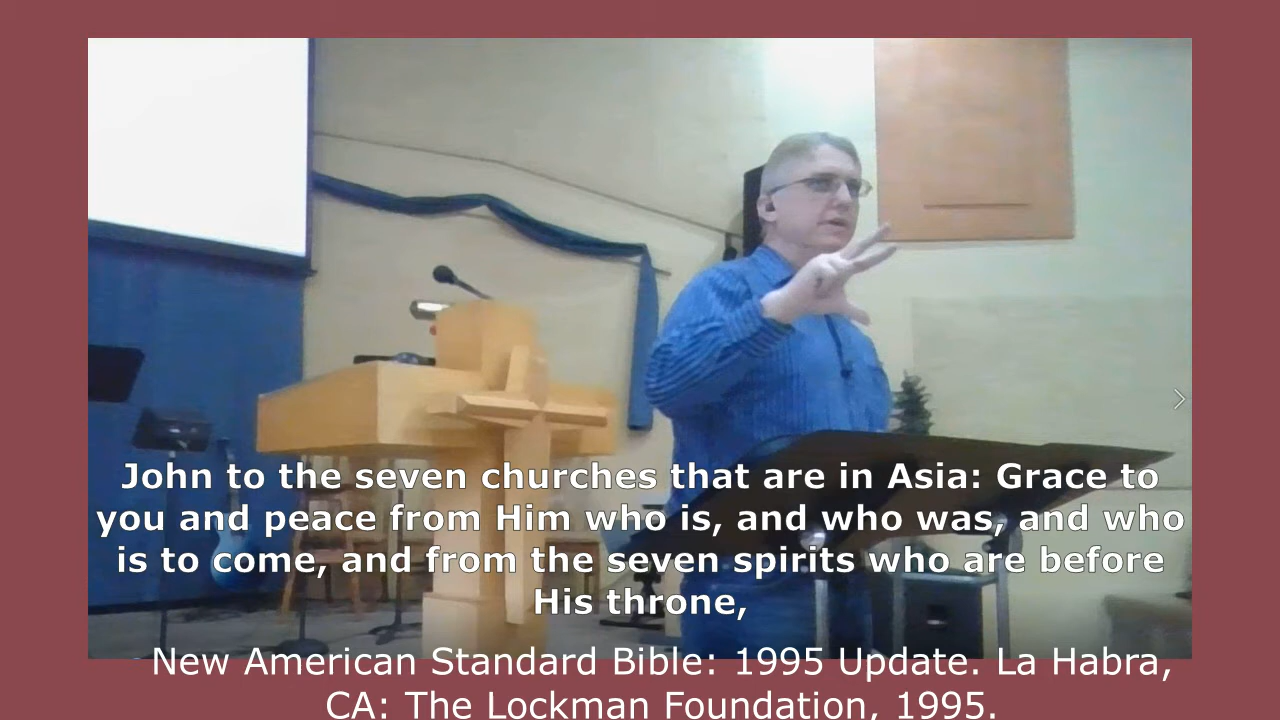 John to the seven churches that are in Asia: Grace to
you and peace from Him who is, and who was, and who
is to come, and from the seven spirits who are before
His throne,
New American Standard Bible: 1995 Update. La Habra,
CA: The Lockman Foundation, 1995.